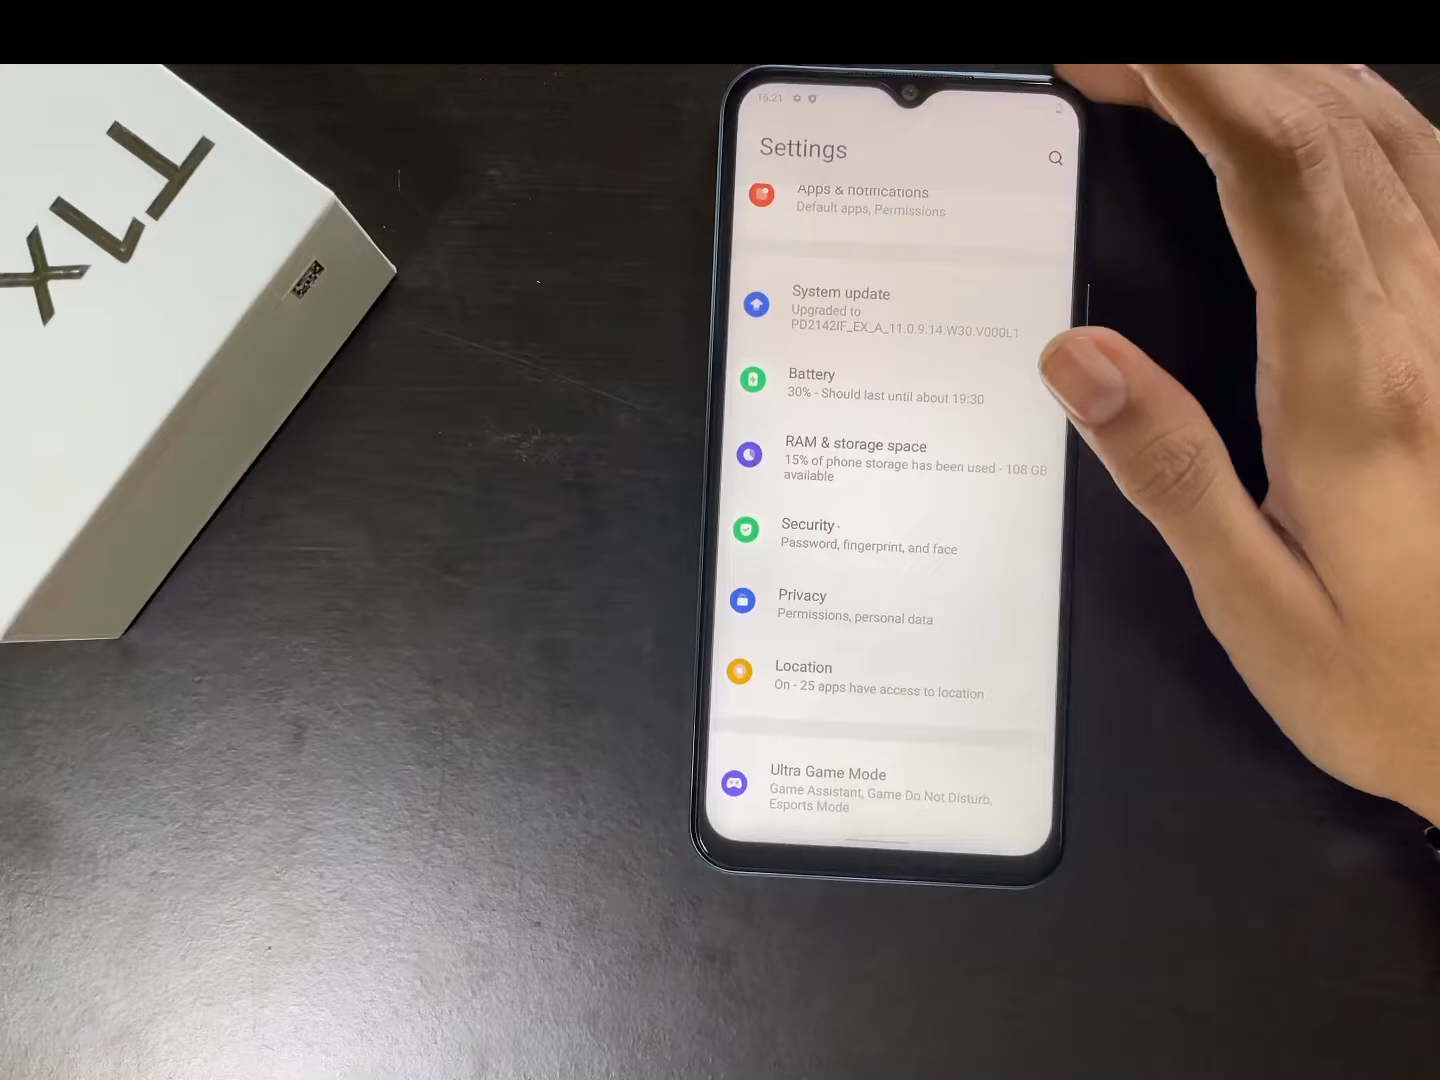 XL1
16:21
Settings
Apps & notifications
Default apps, Permissions
System update
Upgraded to
PD2142IF_EX_A_11.0.9.14.W30.V000L1
Battery
30% - Should last until about 19:30
RAM & storage space
15% of phone storage has been used - 108 GB
available
Security
Password, fingerprint, and face
Privacy
Permissions, personal data
Location
On - 25 apps have access to location
Ultra Game Mode
Game Assistant, Game Do Not Disturb,
Esports Mode